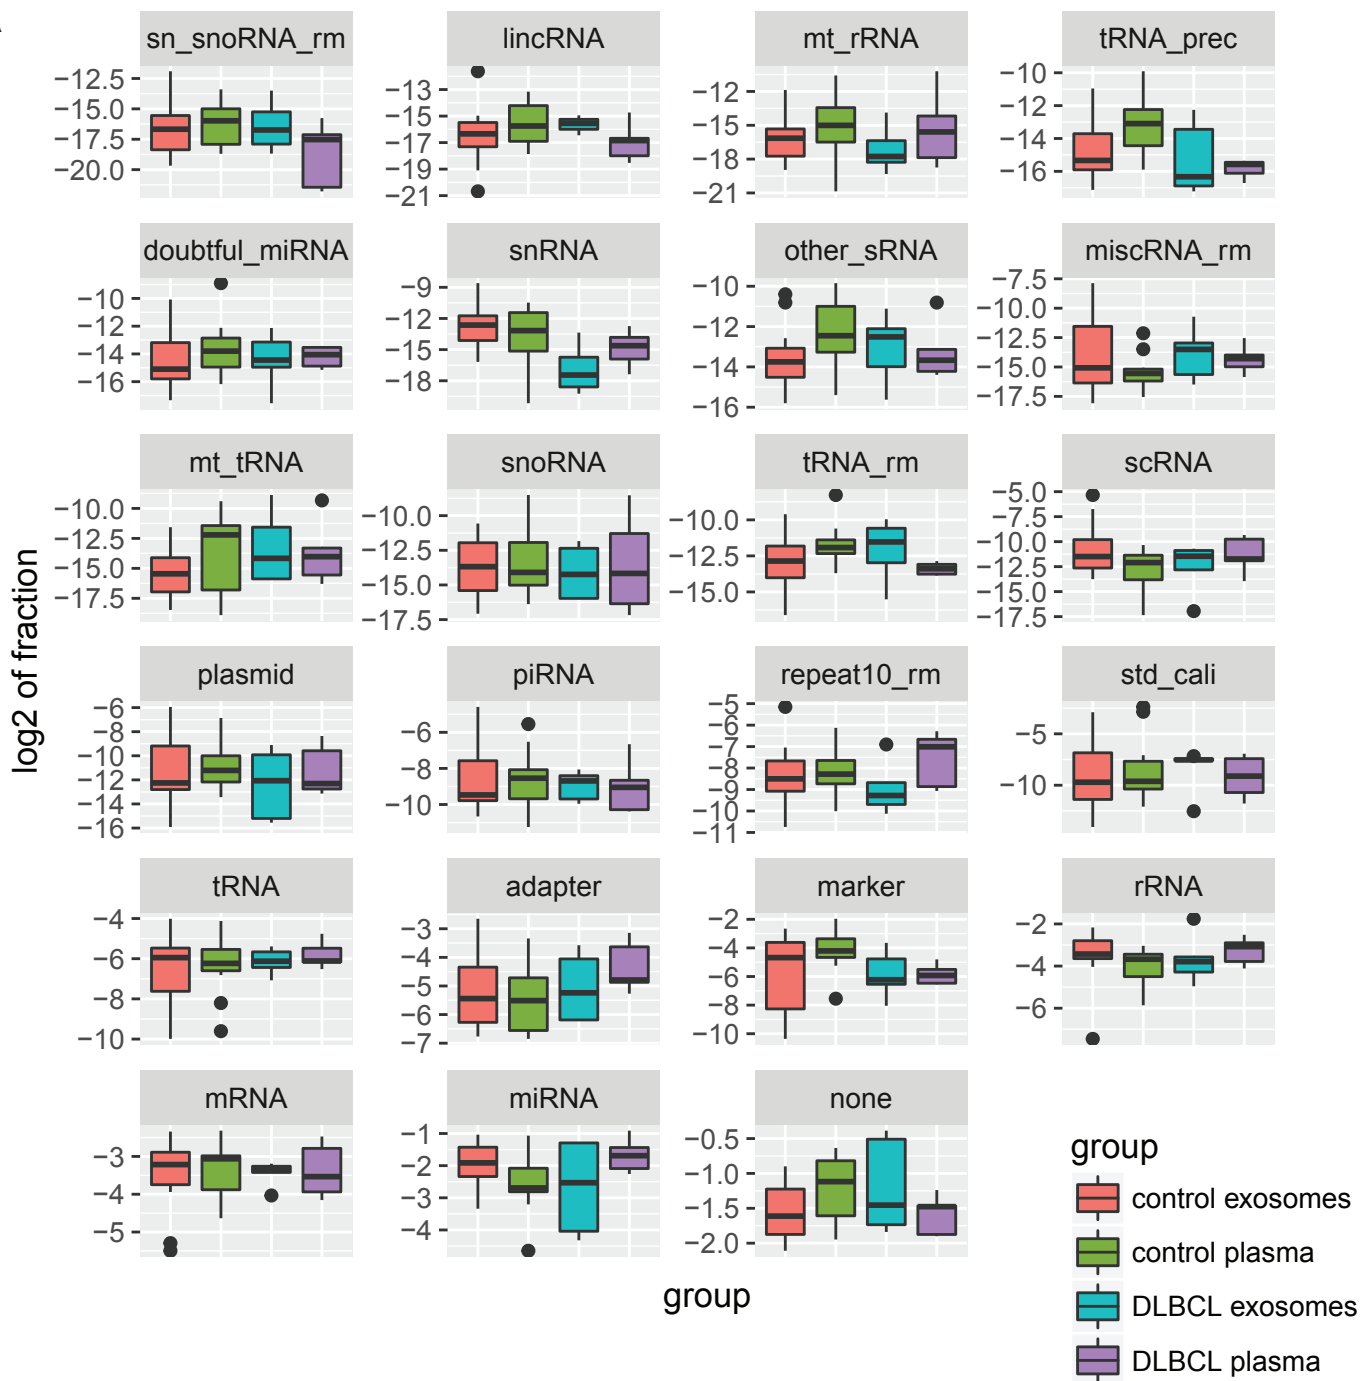 sn_snoRNA_rm lincRNA mt_rRNA tRNA_prec
−12.5 −15.0 −17.5 −20.0
−13 −15 −17 −19 −21
−12 −15 −18 −21
−10 −12 −14 −16
doubtful_miRNA snRNA other_sRNA miscRNA_rm
−10 −12 −14 −16
−9 −12 −15 −18
−10 −12 −14 −16
−7.5 −10.0 −12.5 −15.0 −17.5
mt_tRNA snoRNA tRNA_rm scRNA
−10.0 −12.5 −15.0 −17.5
−10.0 −12.5 −15.0 −17.5
−10.0 −12.5 −15.0
−5.0 −7.5 −10.0 −12.5 −15.0 −17.5
log2 of fraction
plasmid piRNA repeat10_rm std_cali
−6 −8 −10 −12 −14 −16
−6 −8 −10
−5 −6 −7 −8 −9 −10 −11
−5 −10
tRNA adapter marker rRNA
−4 −6 −8 −10
−3 −4 −5 −6 −7
−2 −4 −6 −8 −10
−2 −4 −6
mRNA miRNA none
−3 −4 −5
−1 −2 −3 −4
−0.5 −1.0 −1.5 −2.0
group
group
control exosomes
control plasma
DLBCL exosomes
DLBCL plasma